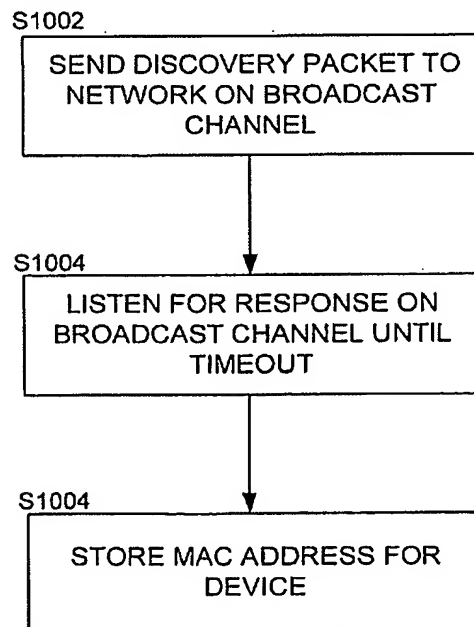 S1002
SEND DISCOVERY PACKET TO
NETWORK ON BROADCAST
CHANNEL
S1004
LISTEN FOR RESPONSE ON
BROADCAST CHANNEL UNTIL
TIMEOUT
S1004
STORE MAC ADDRESS FOR
DEVICE